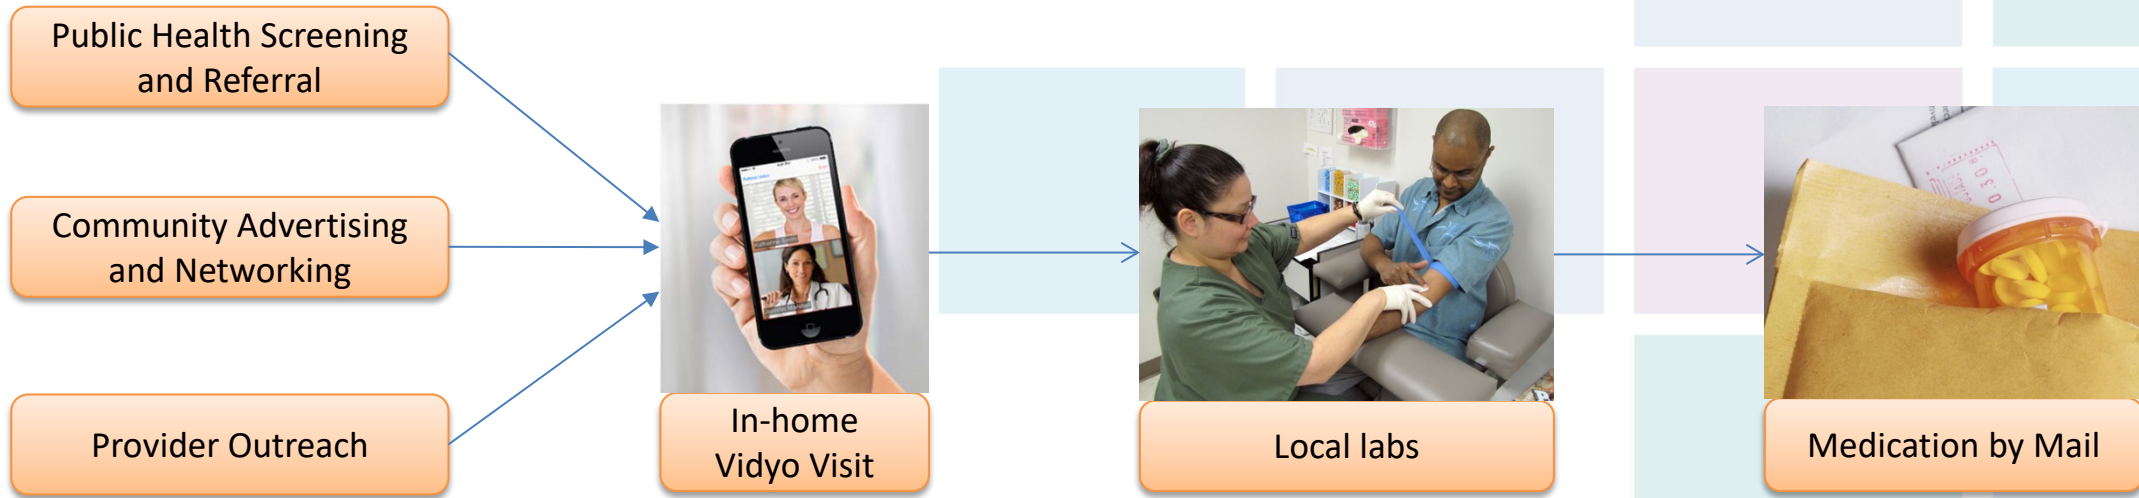 Public Health Screening
and Referral
Community Advertising
and Networking
Provider Outreach
In-home
Vidyo Visit
Local labs
Medication by Mail